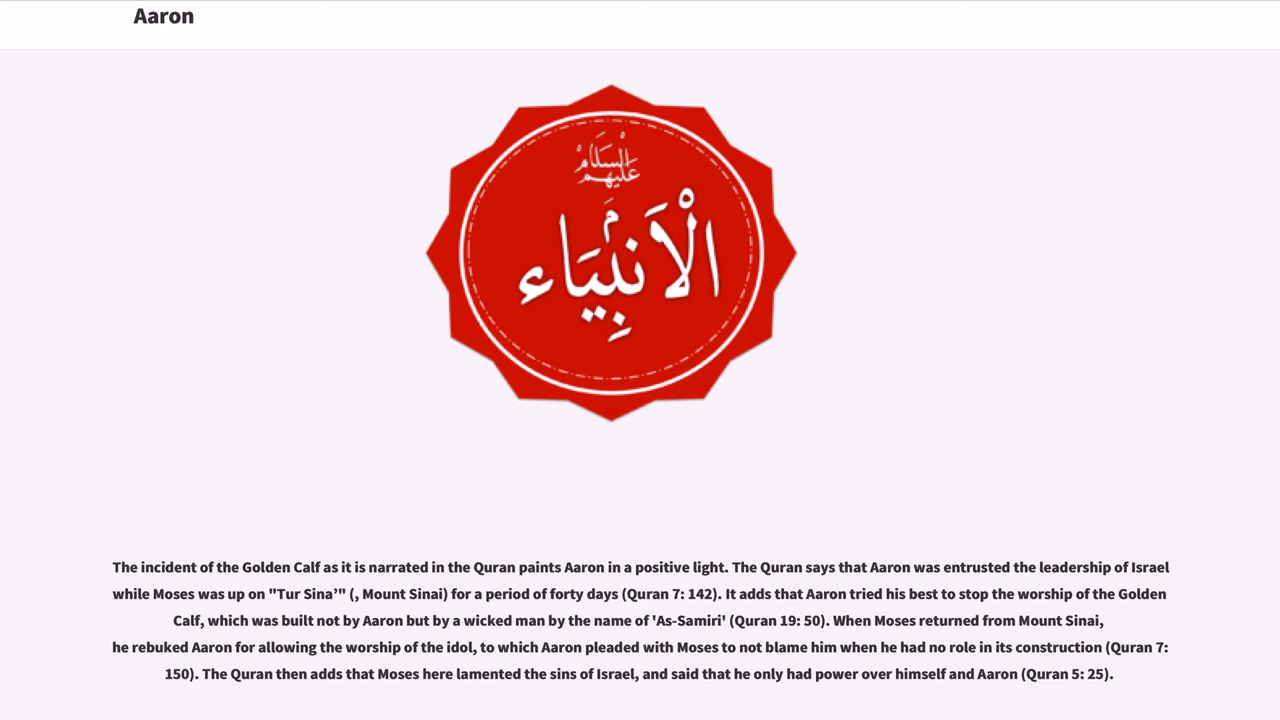 Aaron
عليهم السلام
الْأَنْبِيَاء
The incident of the Golden Calf as it is narrated in the Quran paints Aaron in a positive light. The Quran says that Aaron was entrusted the leadership of Israel
while Moses was up on "Tur Sina’" (, Mount Sinai) for a period of forty days (Quran 7: 142). It adds that Aaron tried his best to stop the worship of the Golden
Calf, which was built not by Aaron but by a wicked man by the name of 'As-Samiri' (Quran 19: 50). When Moses returned from Mount Sinai,
he rebuked Aaron for allowing the worship of the idol, to which Aaron pleaded with Moses to not blame him when he had no role in its construction (Quran 7:
150). The Quran then adds that Moses here lamented the sins of Israel, and said that he only had power over himself and Aaron (Quran 5: 25).